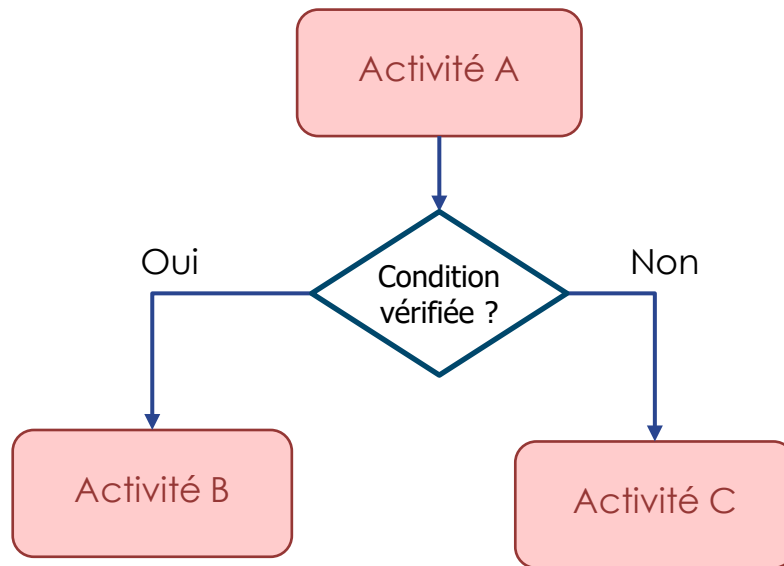 Activité A
Oui
Non
Condition
vérifiée ?
Activité B
Activité C